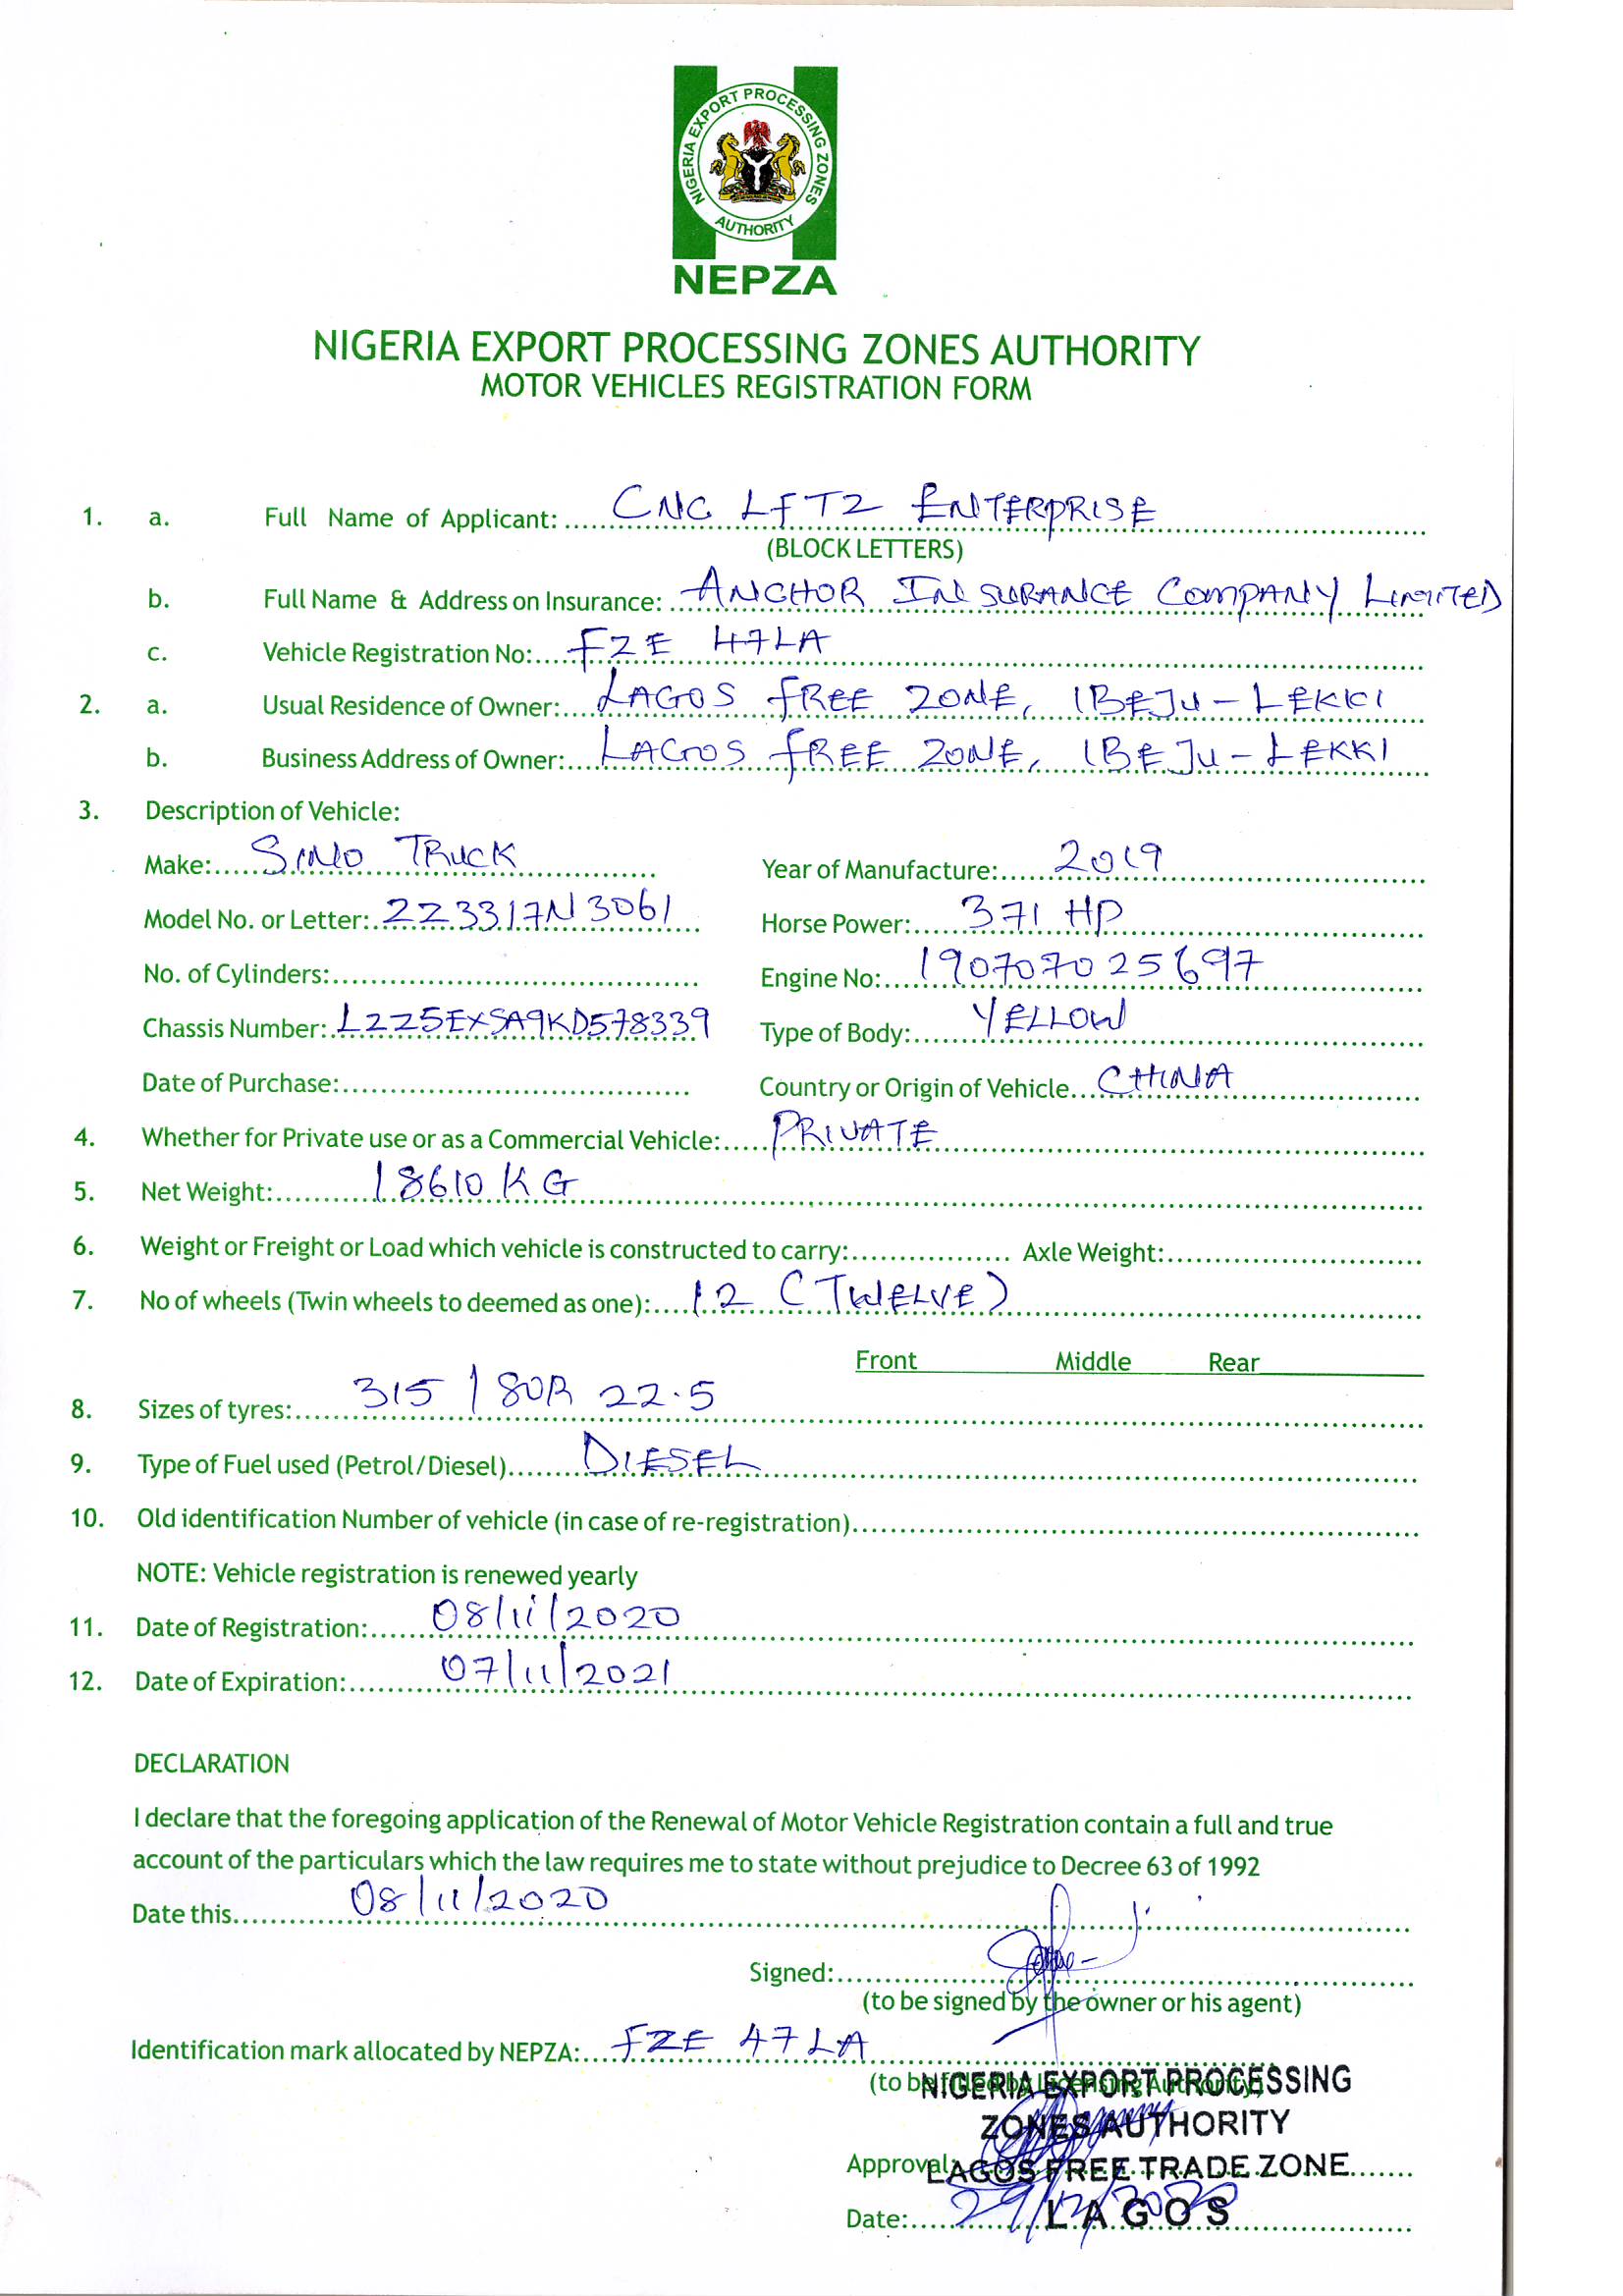 NIGERIA EXPORT PROCESSING ZONES AUTHORITY
NEPZA
NIGERIA EXPORT PROCESSING ZONES AUTHORITY
MOTOR VEHICLES REGISTRATION FORM
1. a. Full Name of Applicant: CNC LFTZ ENTERPRISE
(BLOCK LETTERS)
b. Full Name & Address on Insurance: ANCHOR INSURANCE COMPANY LIMITED
c. Vehicle Registration No: FZE 47LA
2. a. Usual Residence of Owner: LAGOS FREE ZONE, IBEJU-LEKKI
b. Business Address of Owner: LAGOS FREE ZONE, IBEJU-LEKKI
3. Description of Vehicle:
Make: SINO TRUCK Year of Manufacture: 2019
Model No. or Letter: ZZ3317N3061 Horse Power: 371 HP
No. of Cylinders: Engine No: 190707025697
Chassis Number: LZZ5EXSA9KD578339 Type of Body: YELLOW
Date of Purchase: Country or Origin of Vehicle CHINA
4. Whether for Private use or as a Commercial Vehicle: PRIVATE
5. Net Weight: 18610 KG
6. Weight or Freight or Load which vehicle is constructed to carry: Axle Weight:
7. No of wheels (Twin wheels to deemed as one): 12 (TWELVE)
Front Middle Rear
8. Sizes of tyres: 315/80R 22.5
9. Type of Fuel used (Petrol/Diesel) DIESEL
10. Old identification Number of vehicle (in case of re-registration)
NOTE: Vehicle registration is renewed yearly
11. Date of Registration: 08/11/2020
12. Date of Expiration: 07/11/2021
DECLARATION
I declare that the foregoing application of the Renewal of Motor Vehicle Registration contain a full and true
account of the particulars which the law requires me to state without prejudice to Decree 63 of 1992
Date this 08/11/2020
Signed:
(to be signed by the owner or his agent)
Identification mark allocated by NEPZA: FZE 47LA
(to be filled by Licensing Authority)
NIGERIA EXPORT PROCESSING
ZONES AUTHORITY
Approval:
LAGOS FREE TRADE ZONE
Date: 29/12/2020
LAGOS